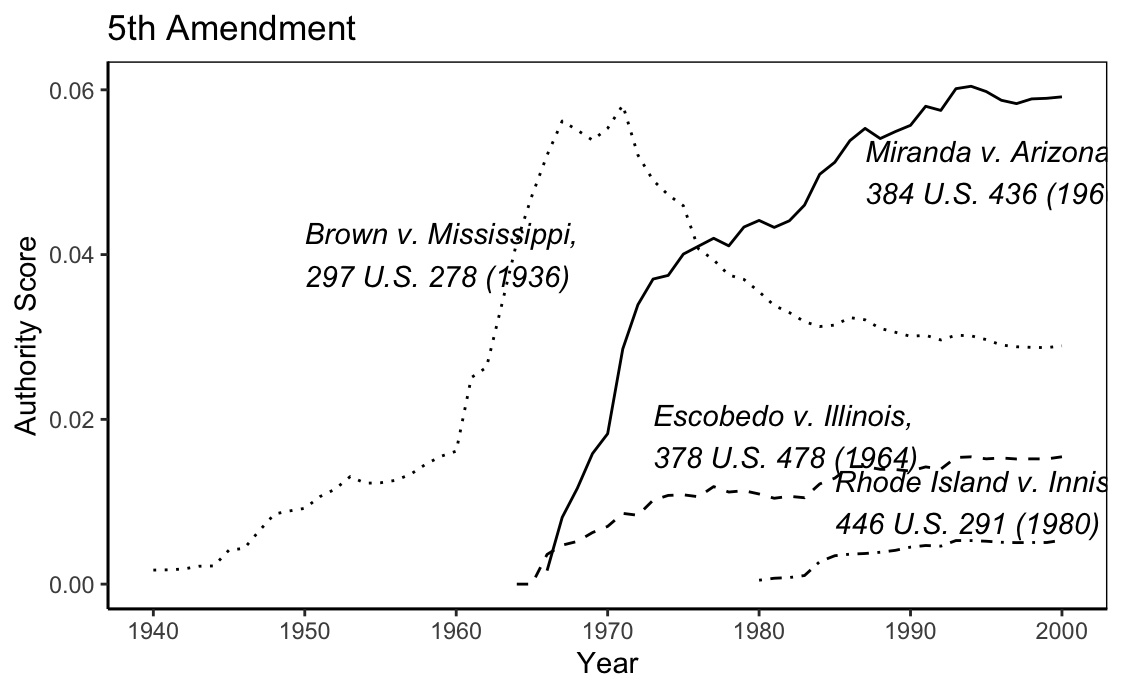 5th Amendment
Authority Score
0.06
0.04
0.02
0.00
Brown v. Mississippi,
297 U.S. 278 (1936)
Miranda v. Arizona
384 U.S. 436 (196
Escobedo v. Illinois,
378 U.S. 478 (1964)
Rhode Island v. Innis
446 U.S. 291 (1980)
1940 1950 1960 1970 1980 1990 2000
Year